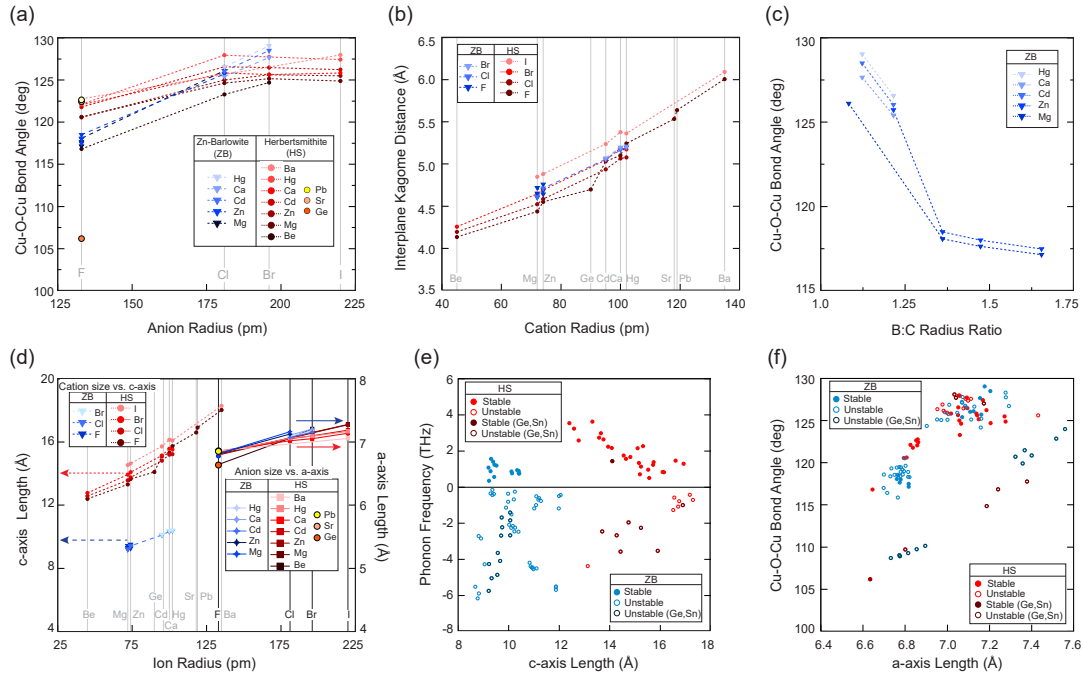 (a)
130
125
120
115
110
105
100
Cu-O-Cu Bond Angle (deg)
Zn-Barlowite (ZB)
Herbertsmithite (HS)
Hg
Ca
Cd
Zn
Mg
Ba
Hg
Ca
Cd
Zn
Mg
Be
Pb
Sr
Ge
F
Cl
Br
I
125 150 175 200 225
Anion Radius (pm)
(b)
6.5
6.0
5.5
5.0
4.5
4.0
3.5
Interplane Kagome Distance (Å)
ZB HS
Br
Cl
F
I
Br
Cl
F
Be Mg Zn Ge Cd Ca Hg Sr Pb Ba
40 60 80 100 120 140
Cation Radius (pm)
(c)
130
125
120
115
110
105
100
Cu-O-Cu Bond Angle (deg)
ZB
Hg
Ca
Cd
Zn
Mg
1.0 1.25 1.5 1.75
B:C Radius Ratio
(d)
20
16
12
8
4
c-axis Length (Å)
Cation size vs. c-axis
ZB HS
Br
Cl
F
I
Br
Cl
F
Anion size vs. a-axis
ZB HS
Hg
Ca
Cd
Zn
Mg
Ba
Hg
Ca
Cd
Zn
Mg
Be
Pb
Sr
Ge
8
7
6
5
4
a-axis Length (Å)
Be Mg Zn Ge Cd Ca Hg Sr Pb F Ba Cl Br I
25 75 125 175 225
Ion Radius (pm)
(e)
6
4
2
0
-2
-4
-6
-8
Phonon Frequency (THz)
HS
Stable
Unstable
Stable (Ge,Sn)
Unstable (Ge,Sn)
ZB
Stable
Unstable
Unstable (Ge,Sn)
8 10 12 14 16 18
c-axis Length (Å)
(f)
130
120
110
100
Cu-O-Cu Bond Angle (deg)
ZB
Stable
Unstable
Unstable (Ge,Sn)
HS
Stable
Unstable
Stable (Ge,Sn)
Unstable (Ge,Sn)
6.4 6.6 6.8 7.0 7.2 7.4 7.6
a-axis Length (Å)